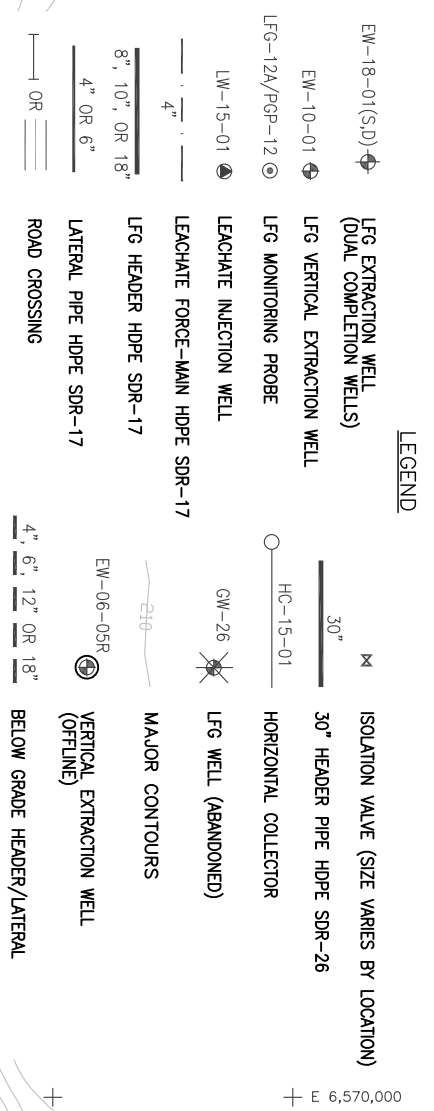 LEGEND
EW-18-01(S,D)
LFG EXTRACTION WELL
(DUAL COMPLETION WELLS)
EW-10-01
LFG VERTICAL EXTRACTION WELL
LFG-12A/PGP-12
LFG MONITORING PROBE
LW-15-01
LEACHATE INJECTION WELL
4"
LEACHATE FORCE-MAIN HDPE SDR-17
8", 10", OR 18"
LFG HEADER HDPE SDR-17
4" OR 6"
LATERAL PIPE HDPE SDR-17
OR
ROAD CROSSING
ISOLATION VALVE (SIZE VARIES BY LOCATION)
30"
30" HEADER PIPE HDPE SDR-26
HC-15-01
HORIZONTAL COLLECTOR
GW-26
LFG WELL (ABANDONED)
210
MAJOR CONTOURS
EW-06-05R
VERTICAL EXTRACTION WELL
(OFFLINE)
4", 6", 12" OR 18"
BELOW GRADE HEADER/LATERAL
E 6,570,000